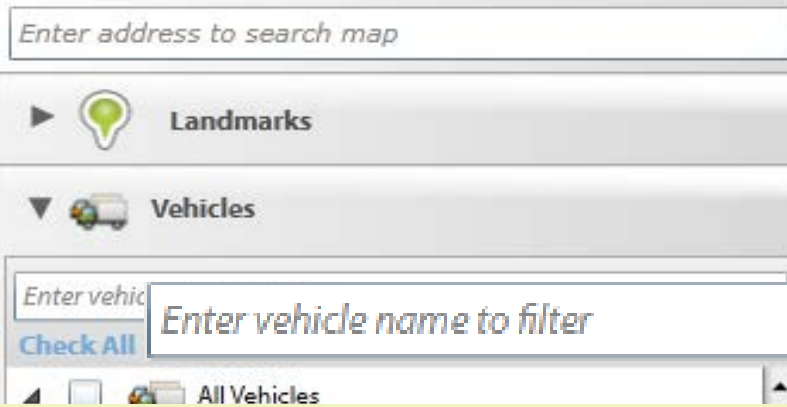 Enter address to search map
Landmarks
Vehicles
Enter vehic
Enter vehicle name to filter
Check All
All Vehicles